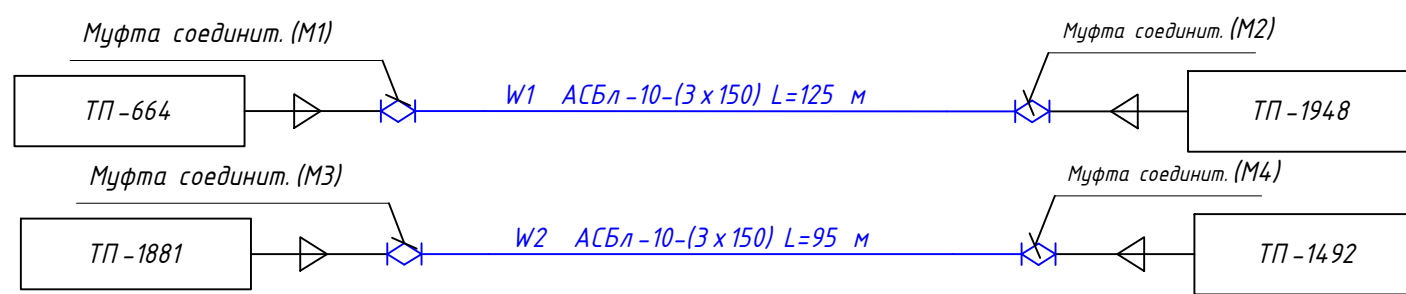 Муфта соединит. (М1)
Муфта соединит. (М2)
ТП-664
W1 АСБл-10-(3х150) L=125 м
ТП-1948
Муфта соединит. (М3)
Муфта соединит. (М4)
ТП-1881
W2 АСБл-10-(3х150) L=95 м
ТП-1492